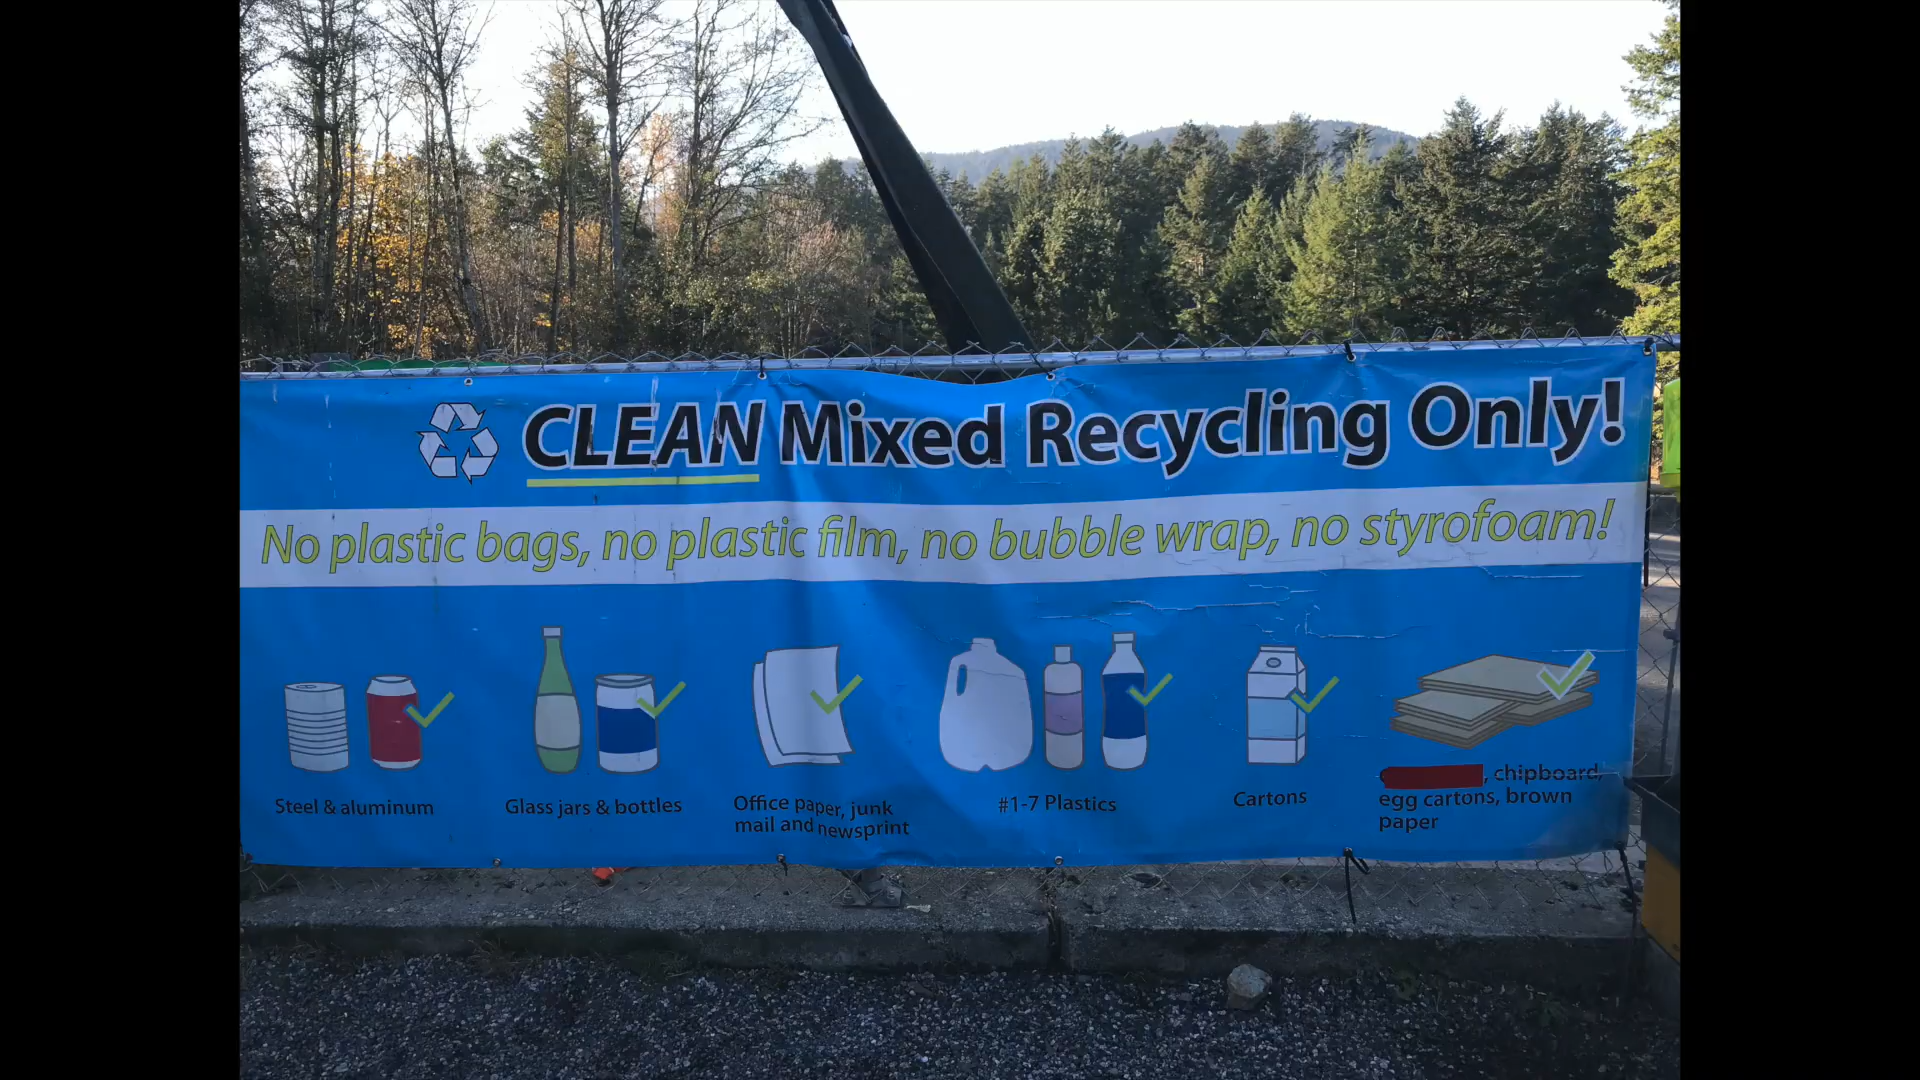 CLEAN Mixed Recycling Only!
No plastic bags, no plastic film, no bubble wrap, no styrofoam!
Steel & aluminum
Glass jars & bottles
Office paper, junk
mail and newsprint
#1-7 Plastics
Cartons
, chipboard,
egg cartons, brown
paper